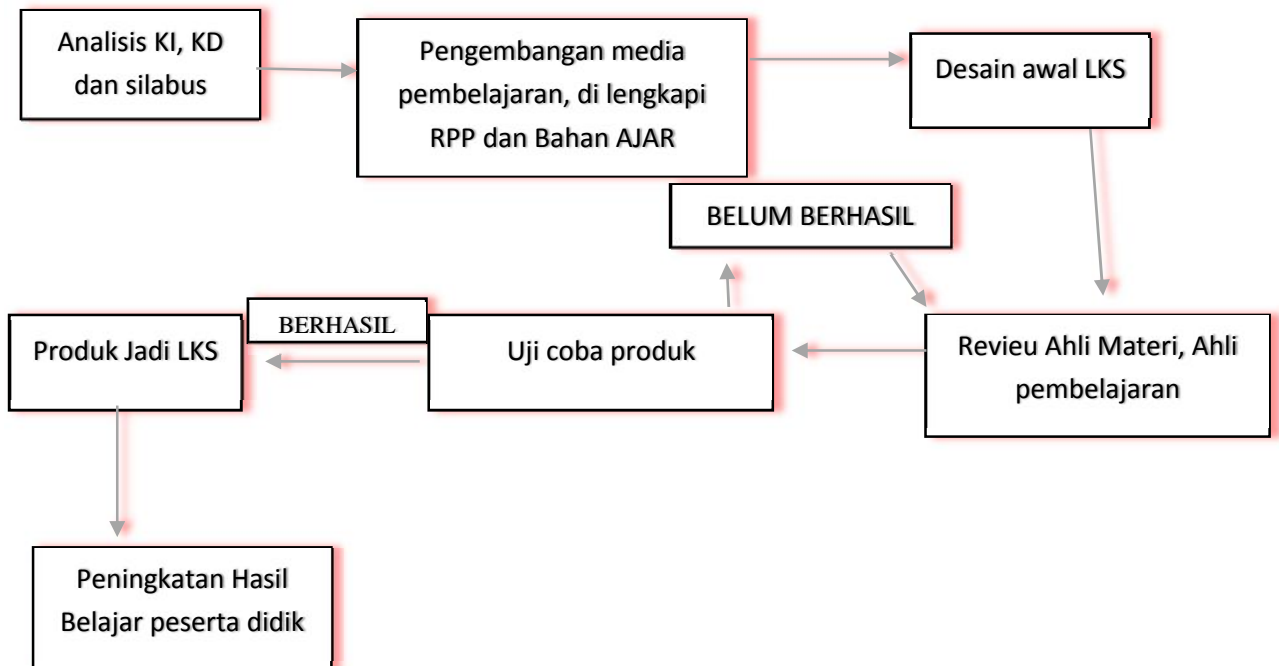 Analisis KI, KD
dan silabus
Pengembangan media
pembelajaran, di lengkapi
RPP dan Bahan AJAR
Desain awal LKS
BELUM BERHASIL
Revieu Ahli Materi, Ahli
pembelajaran
Uji coba produk
BERHASIL
Produk Jadi LKS
Peningkatan Hasil
Belajar peserta didik